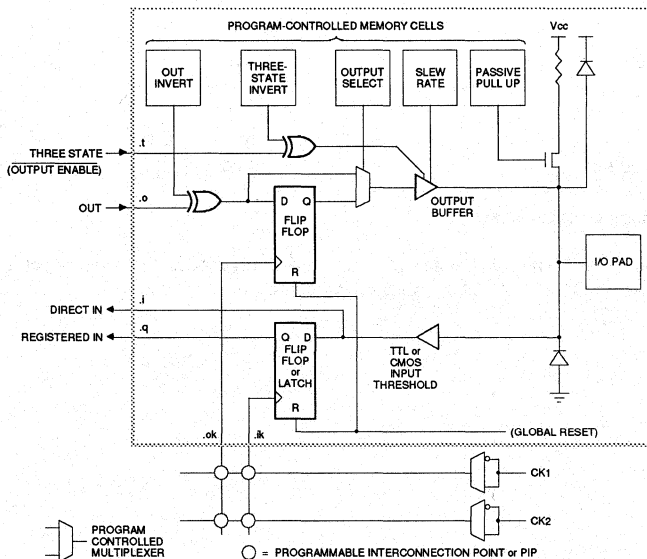 PROGRAM-CONTROLLED MEMORY CELLS
Vcc
OUT
INVERT
THREE-
STATE
INVERT
OUTPUT
SELECT
SLEW
RATE
PASSIVE
PULL UP
THREE STATE
(OUTPUT ENABLE)
.t
OUT
.o
D Q
FLIP
FLOP
R
OUTPUT
BUFFER
I/O PAD
DIRECT IN
.i
REGISTERED IN
.q
Q D
FLIP
FLOP
or
LATCH
R
TTL or
CMOS
INPUT
THRESHOLD
.ok
.ik
(GLOBAL RESET)
CK1
CK2
PROGRAM
CONTROLLED
MULTIPLEXER
= PROGRAMMABLE INTERCONNECTION POINT or PIP